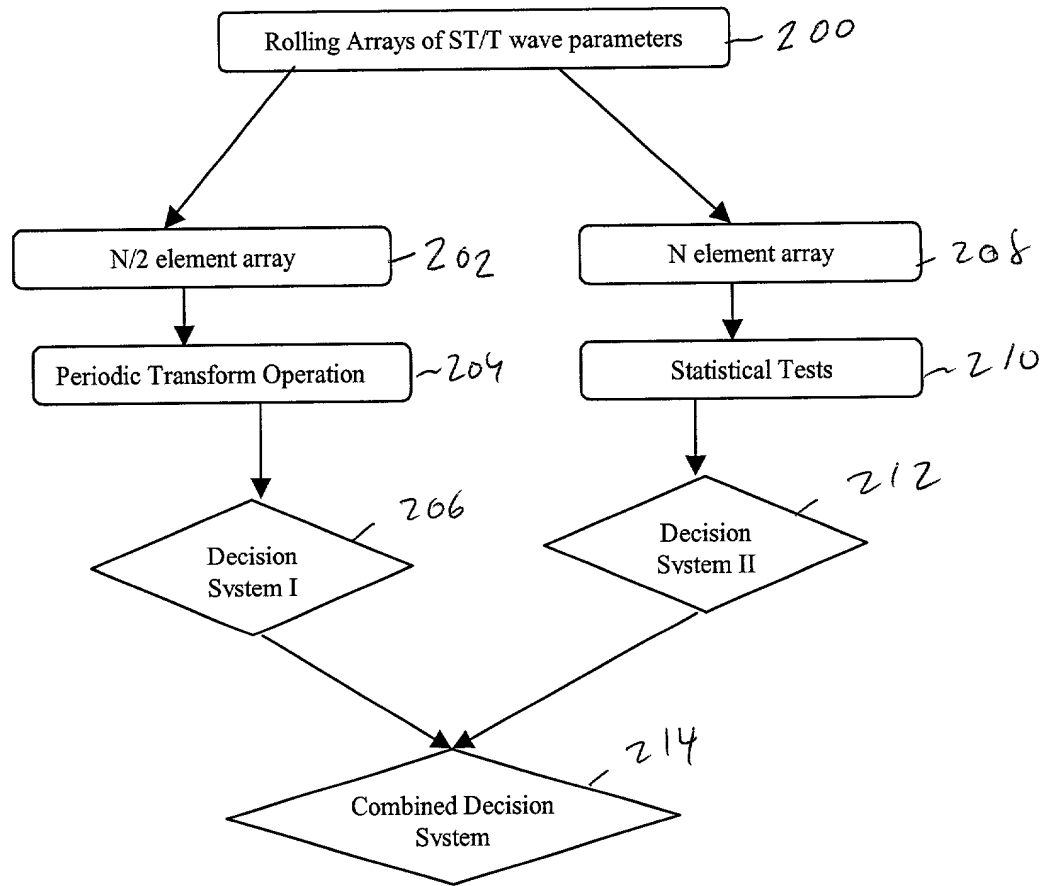 Rolling Arrays of ST/T wave parameters 200
N/2 element array 202
N element array 208
Periodic Transform Operation 204
Statistical Tests 210
Decision
System I
206
Decision
System II
212
Combined Decision
System
214